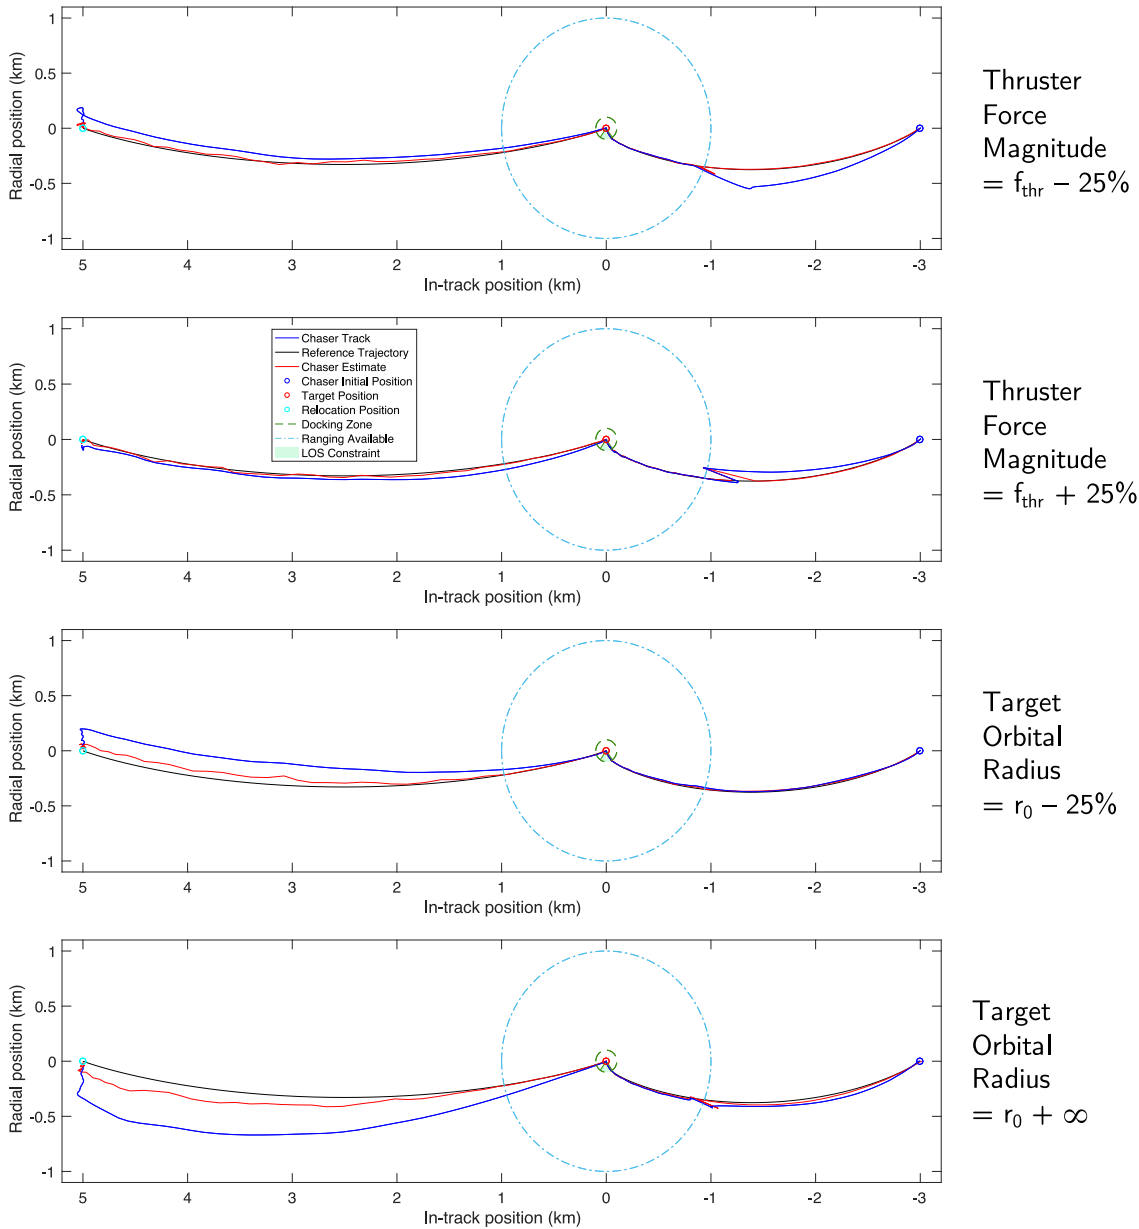 1
0.5
0
-0.5
-1
Radial position (km)
5 4 3 2 1 0 -1 -2 -3
In-track position (km)
Thruster
Force
Magnitude
= f_thr − 25%
1
0.5
0
-0.5
-1
Radial position (km)
Chaser Track
Reference Trajectory
Chaser Estimate
Chaser Initial Position
Target Position
Relocation Position
Docking Zone
Ranging Available
LOS Constraint
5 4 3 2 1 0 -1 -2 -3
In-track position (km)
Thruster
Force
Magnitude
= f_thr + 25%
1
0.5
0
-0.5
-1
Radial position (km)
5 4 3 2 1 0 -1 -2 -3
In-track position (km)
Target
Orbital
Radius
= r_0 − 25%
1
0.5
0
-0.5
-1
Radial position (km)
5 4 3 2 1 0 -1 -2 -3
In-track position (km)
Target
Orbital
Radius
= r_0 + ∞